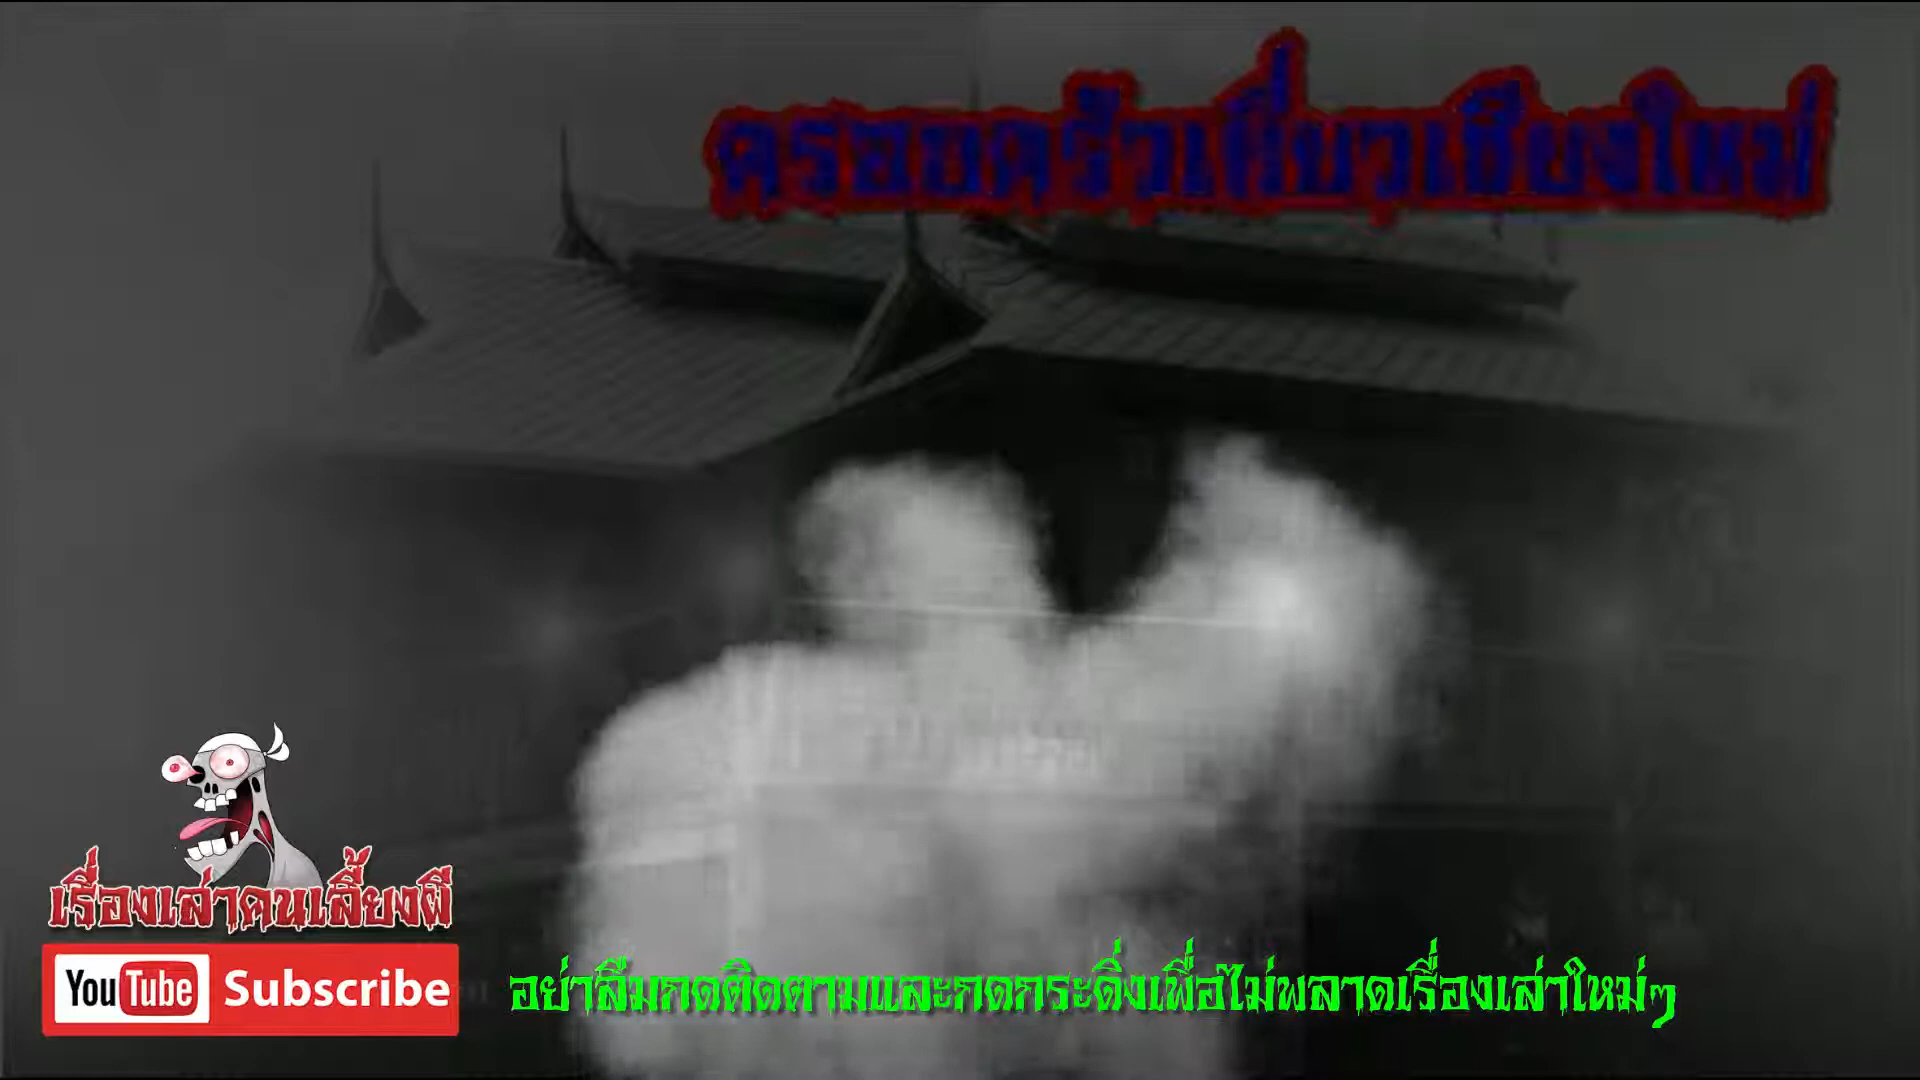 ครอบครัวเที่ยวเชียงใหม่
เรื่องเล่าคนเลี้ยงผี
YouTube Subscribe
อย่าลืมกดติดตามและกดกระดิ่งเพื่อไม่พลาดเรื่องเล่าใหม่ๆ